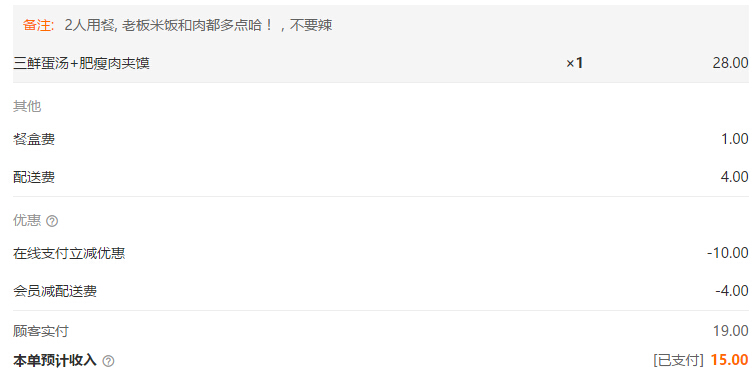 备注: 2人用餐, 老板米饭和肉都多点哈！，不要辣
三鲜蛋汤+肥瘦肉夹馍 ×1 28.00
其他
餐盒费 1.00
配送费 4.00
优惠 ?
在线支付立减优惠 -10.00
会员减配送费 -4.00
顾客实付 19.00
本单预计收入 ? [已支付] 15.00